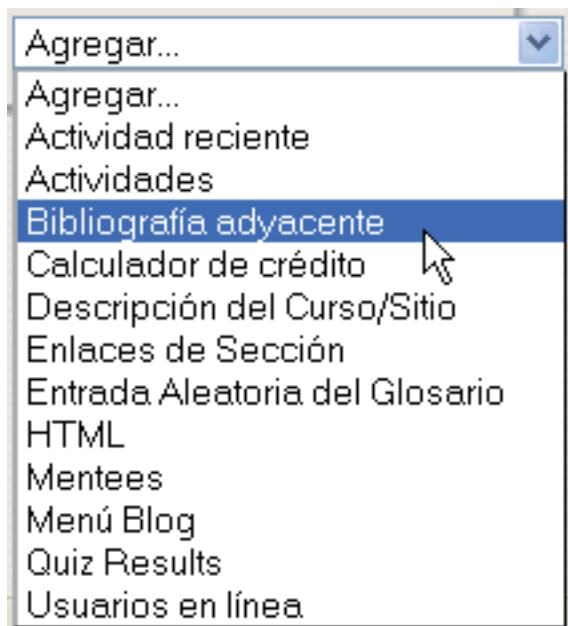 Agregar...
Agregar...
Actividad reciente
Actividades
Bibliografía adyacente
Calculador de crédito
Descripción del Curso/Sitio
Enlaces de Sección
Entrada Aleatoria del Glosario
HTML
Mentees
Menú Blog
Quiz Results
Usuarios en línea